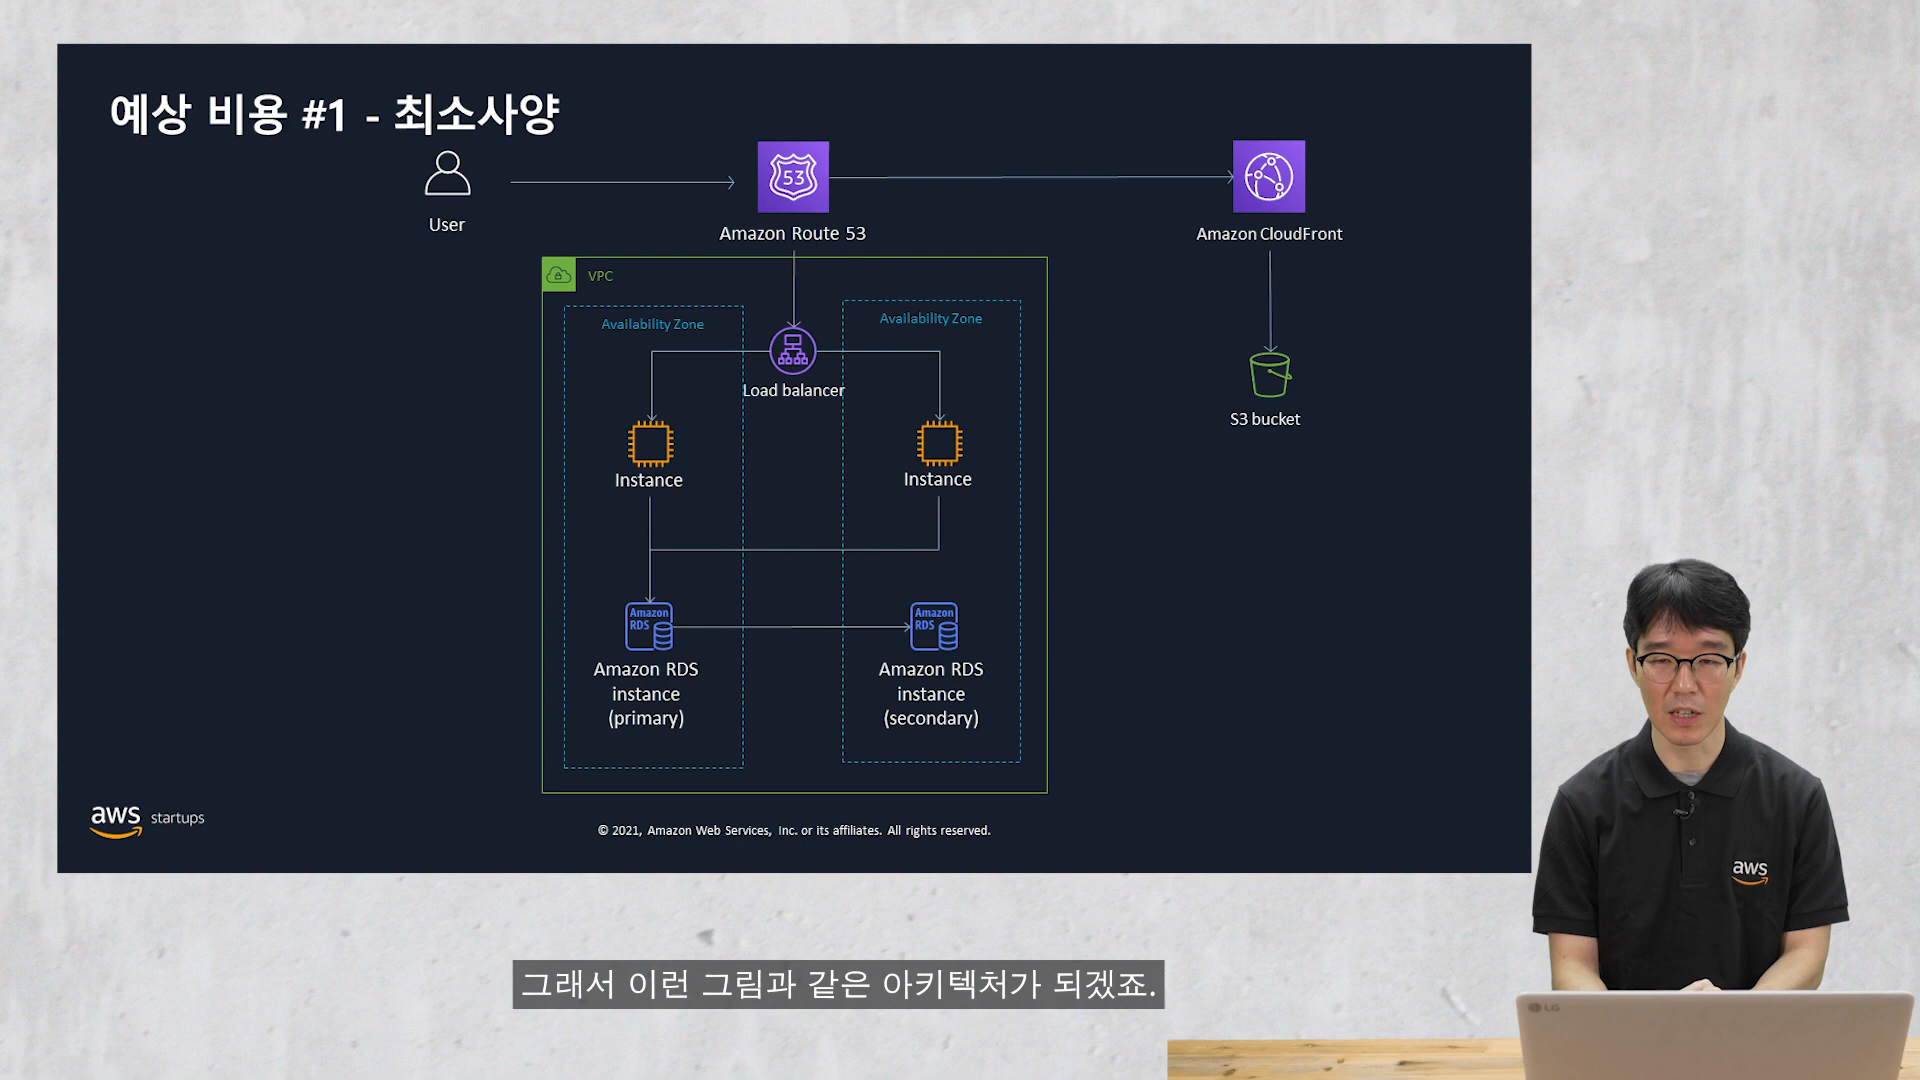 예상 비용 #1 - 최소사양
User
53
Amazon Route 53
Amazon CloudFront
VPC
Availability Zone
Availability Zone
Load balancer
S3 bucket
Instance
Instance
Amazon
RDS
Amazon
RDS
Amazon RDS
instance
(primary)
Amazon RDS
instance
(secondary)
aws startups
© 2021, Amazon Web Services, Inc. or its affiliates. All rights reserved.
aws
LG
그래서 이런 그림과 같은 아키텍처가 되겠죠.